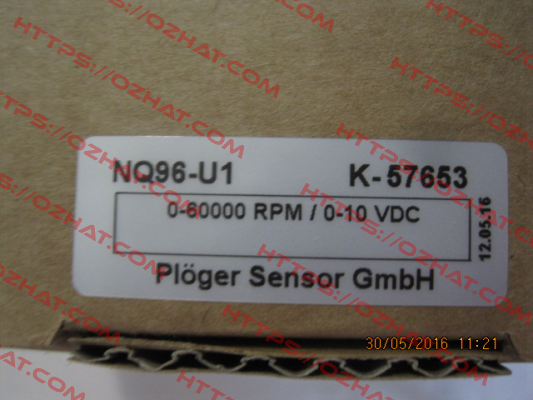 NQ96-U1 K-57653
0-60000 RPM / 0-10 VDC
12.05.16
Plöger Sensor GmbH
30/05/2016 11:21
HTTPS://OZHAT.COM